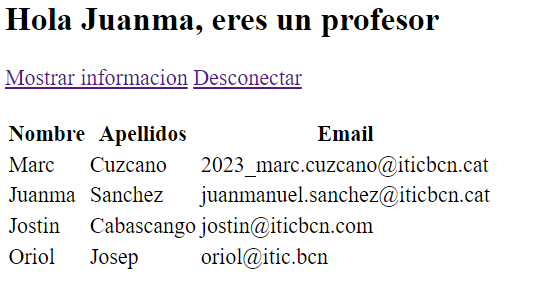 Hola Juanma, eres un profesor
Mostrar informacion Desconectar
Nombre Apellidos Email
Marc Cuzcano 2023_marc.cuzcano@iticbcn.cat
Juanma Sanchez juanmanuel.sanchez@iticbcn.cat
Jostin Cabascango jostin@iticbcn.com
Oriol Josep oriol@itic.bcn